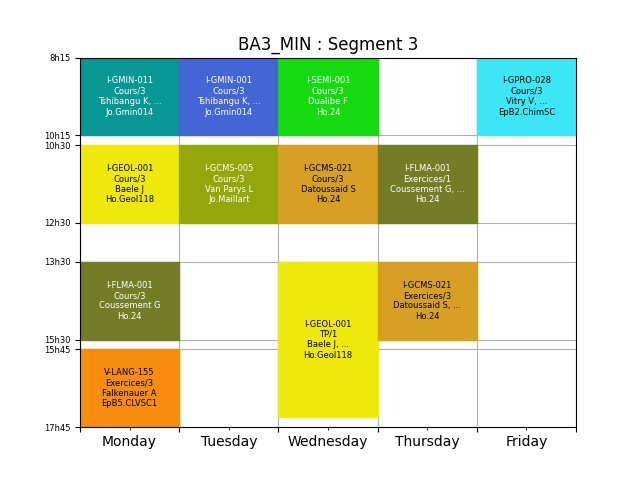 BA3_MIN : Segment 3
8h15
I-GMIN-011
Cours/3
Tshibangu K, ...
Jo.Gmin014
I-GMIN-001
Cours/3
Tshibangu K, ...
Jo.Gmin014
I-SEMI-001
Cours/3
Dualibe F
Ho.24
I-GPRO-028
Cours/3
Vitry V, ...
EpB2.ChimSC
10h15
10h30
I-GEOL-001
Cours/3
Baele J
Ho.Geol118
I-GCMS-005
Cours/3
Van Parys L
Jo.Maillart
I-GCMS-021
Cours/3
Datoussaid S
Ho.24
I-FLMA-001
Exercices/1
Coussement G, ...
Ho.24
12h30
13h30
I-FLMA-001
Cours/3
Coussement G
Ho.24
I-GEOL-001
TP/1
Baele J, ...
Ho.Geol118
I-GCMS-021
Exercices/3
Datoussaid S, ...
Ho.24
15h30
15h45
V-LANG-155
Exercices/3
Falkenauer A
EpB5.CLVSC1
17h45
Monday
Tuesday
Wednesday
Thursday
Friday